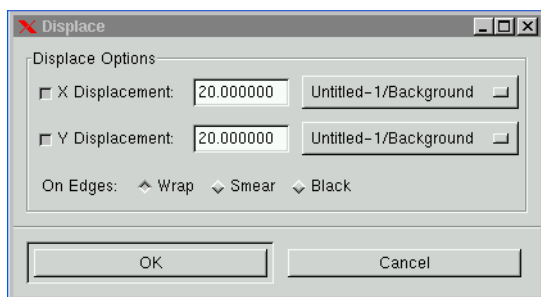 Displace
Displace Options
X Displacement: 20.000000 Untitled-1/Background
Y Displacement: 20.000000 Untitled-1/Background
On Edges: Wrap Smear Black
OK Cancel